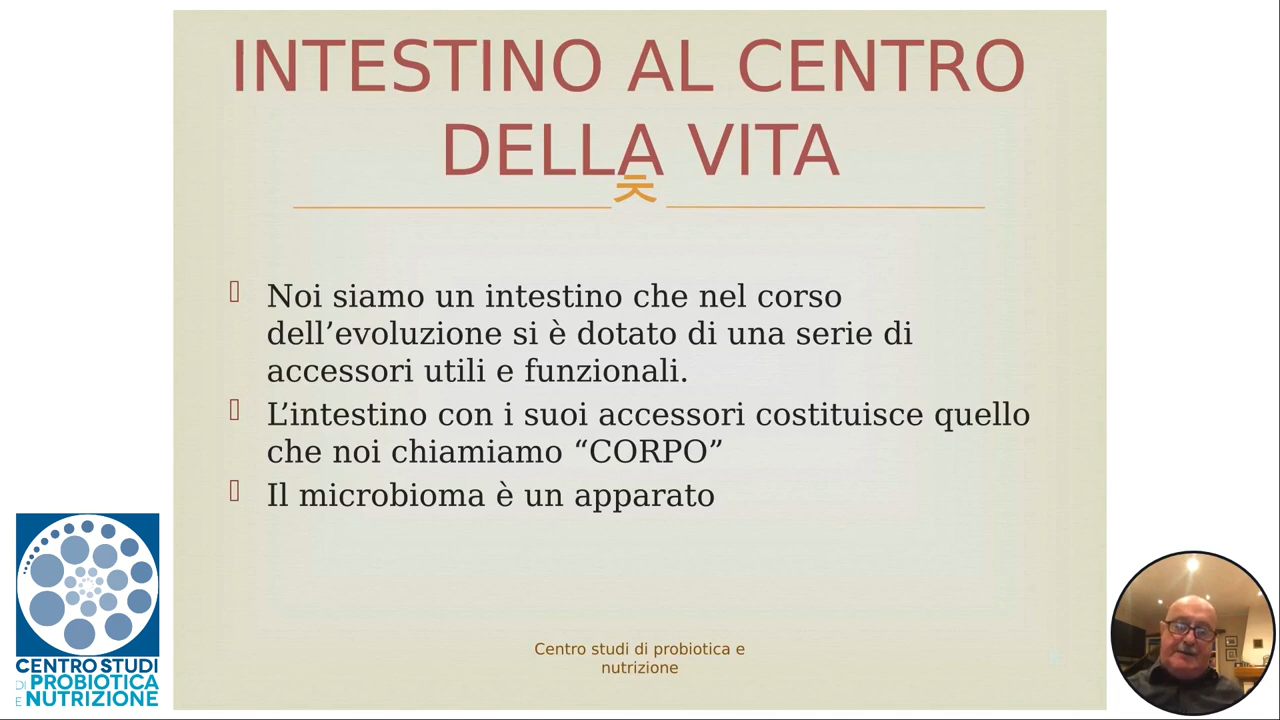 INTESTINO AL CENTRO
DELLA VITA
Noi siamo un intestino che nel corso
dell’evoluzione si è dotato di una serie di
accessori utili e funzionali.
L’intestino con i suoi accessori costituisce quello
che noi chiamiamo “CORPO”
Il microbioma è un apparato
Centro studi di probiotica e
nutrizione
CENTRO STUDI
DI PROBIOTICA
E NUTRIZIONE